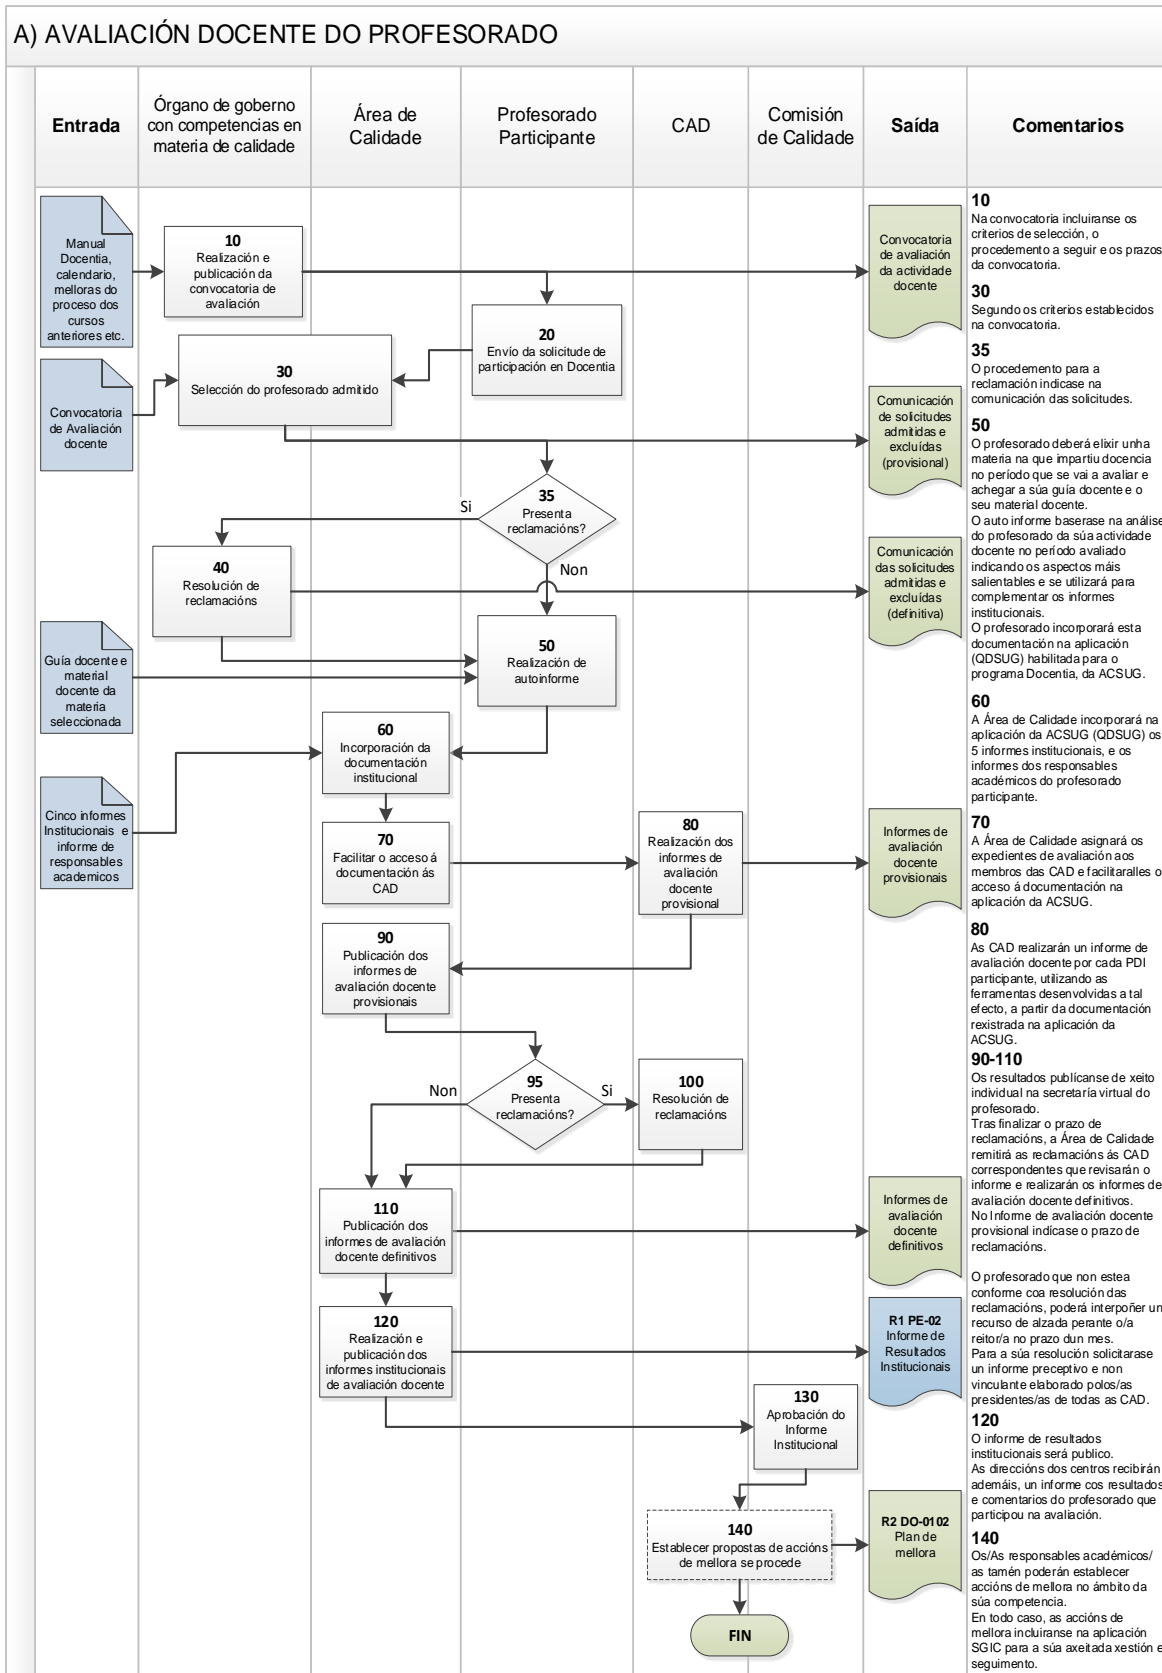 A) AVALIACIÓN DOCENTE DO PROFESORADO
Entrada
Órgano de goberno
con competencias en
materia de calidade
Área de
Calidade
Profesorado
Participante
CAD
Comisión
de Calidade
Saída
Comentarios
Manual
Docentia,
calendario,
melloras do
proceso dos
cursos
anteriores etc.
10
Realización e
publicación da
convocatoria de
avaliación
Convocatoria
de avaliación
da actividade
docente
20
Envío da solicitude de
participación en Docentia
30
Selección do profesorado admitido
Convocatoria
de Avaliación
docente
Comunicación
de solicitudes
admitidas e
excluídas
(provisional)
35
Presenta
reclamacións?
Si
Non
40
Resolución de
reclamacións
Comunicación
das solicitudes
admitidas e
excluídas
(definitiva)
Guía docente e
material
docente da
materia
seleccionada
50
Realización de
autoinforme
60
Incorporación da
documentación
institucional
Cinco informes
Institucionais e
informe de
responsables
academicos
70
Facilitar o acceso á
documentación ás
CAD
80
Realización dos
informes de
avaliación
docente
provisional
Informes de
avaliación
docente
provisionais
90
Publicación dos
informes de
avaliación docente
provisionais
95
Presenta
reclamacións?
Non
Si
100
Resolución de
reclamacións
110
Publicación dos
informes de avaliación
docente definitivos
Informes de
avaliación
docente
definitivos
120
Realización e
publicación dos
informes institucionais
de avaliación docente
R1 PE-02
Informe de
Resultados
Institucionais
130
Aprobación do
Informe
Institucional
140
Establecer propostas de accións
de mellora se procede
R2 DO-0102
Plan de
mellora
FIN
10
Na convocatoria incluiranse os
criterios de selección, o
procedemento a seguir e os prazos
da convocatoria.
30
Segundo os criterios establecidos
na convocatoria.
35
O procedemento para a
reclamación indicase na
comunicación das solicitudes.
50
O profesorado deberá elixir unha
materia na que impartiu docencia
no período que se vai a avaliar e
achegar a súa guía docente e o
seu material docente.
O auto informe baserase na análise
do profesorado da súa actividade
docente no período avaliado
indicando os aspectos máis
salientables e se utilizará para
complementar os informes
institucionais.
O profesorado incorporará esta
documentación na aplicación
(QDSUG) habilitada para o
programa Docentia, da ACSUG.
60
A Área de Calidade incorporará na
aplicación da ACSUG (QDSUG) os
5 informes institucionais, e os
informes dos responsables
académicos do profesorado
participante.
70
A Área de Calidade asignará os
expedientes de avaliación aos
membros das CAD e facilitaralles o
acceso á documentación na
aplicación da ACSUG.
80
As CAD realizarán un informe de
avaliación docente por cada PDI
participante, utilizando as
ferramentas desenvolvidas a tal
efecto, a partir da documentación
rexistrada na aplicación da
ACSUG.
90-110
Os resultados publícanse de xeito
individual na secretaría virtual do
profesorado.
Tras finalizar o prazo de
reclamacións, a Área de Calidade
remitirá as reclamacións ás CAD
correspondentes que revisarán o
informe e realizarán os informes de
avaliación docente definitivos.
No Informe de avaliación docente
provisional indícase o prazo de
reclamacións.
O profesorado que non estea
conforme coa resolución das
reclamacións, poderá interpoñer un
recurso de alzada perante o/a
reitor/a no prazo dun mes.
Para a súa resolución solicitarase
un informe preceptivo e non
vinculante elaborado polos/as
presidentes/as de todas as CAD.
120
O informe de resultados
institucionais será publico.
As direccións dos centros recibirán
ademáis, un informe cos resultados
e comentarios do profesorado que
participou na avaliación.
140
Os/As responsables académicos/
as tamén poderán establecer
accións de mellora no ámbito da
súa competencia.
En todo caso, as accións de
mellora incluiranse na aplicación
SGIC para a súa axeitada xestión e
seguimento.